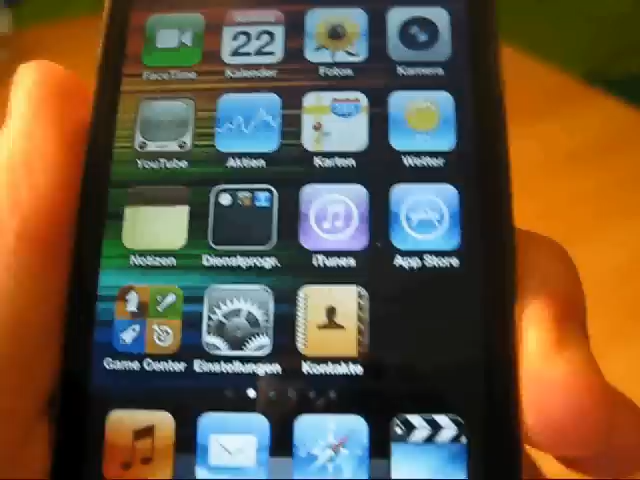 22
FaceTime Kalender Fotos Kamera
YouTube Aktien Karten Wetter
Notizen Dienstprogr. iTunes App Store
Game Center Einstellungen Kontakte